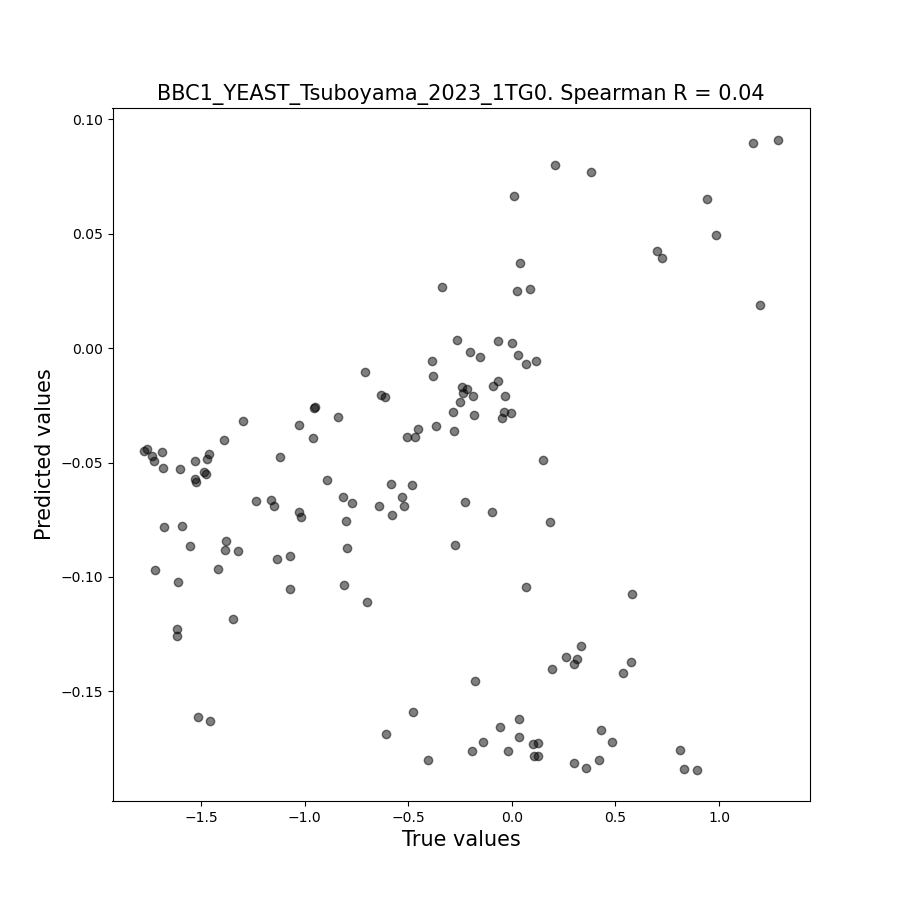 BBC1_YEAST_Tsuboyama_2023_1TG0. Spearman R = 0.04
0.10
0.05
0.00
−0.05
−0.10
−0.15
Predicted values
−1.5 −1.0 −0.5 0.0 0.5 1.0
True values